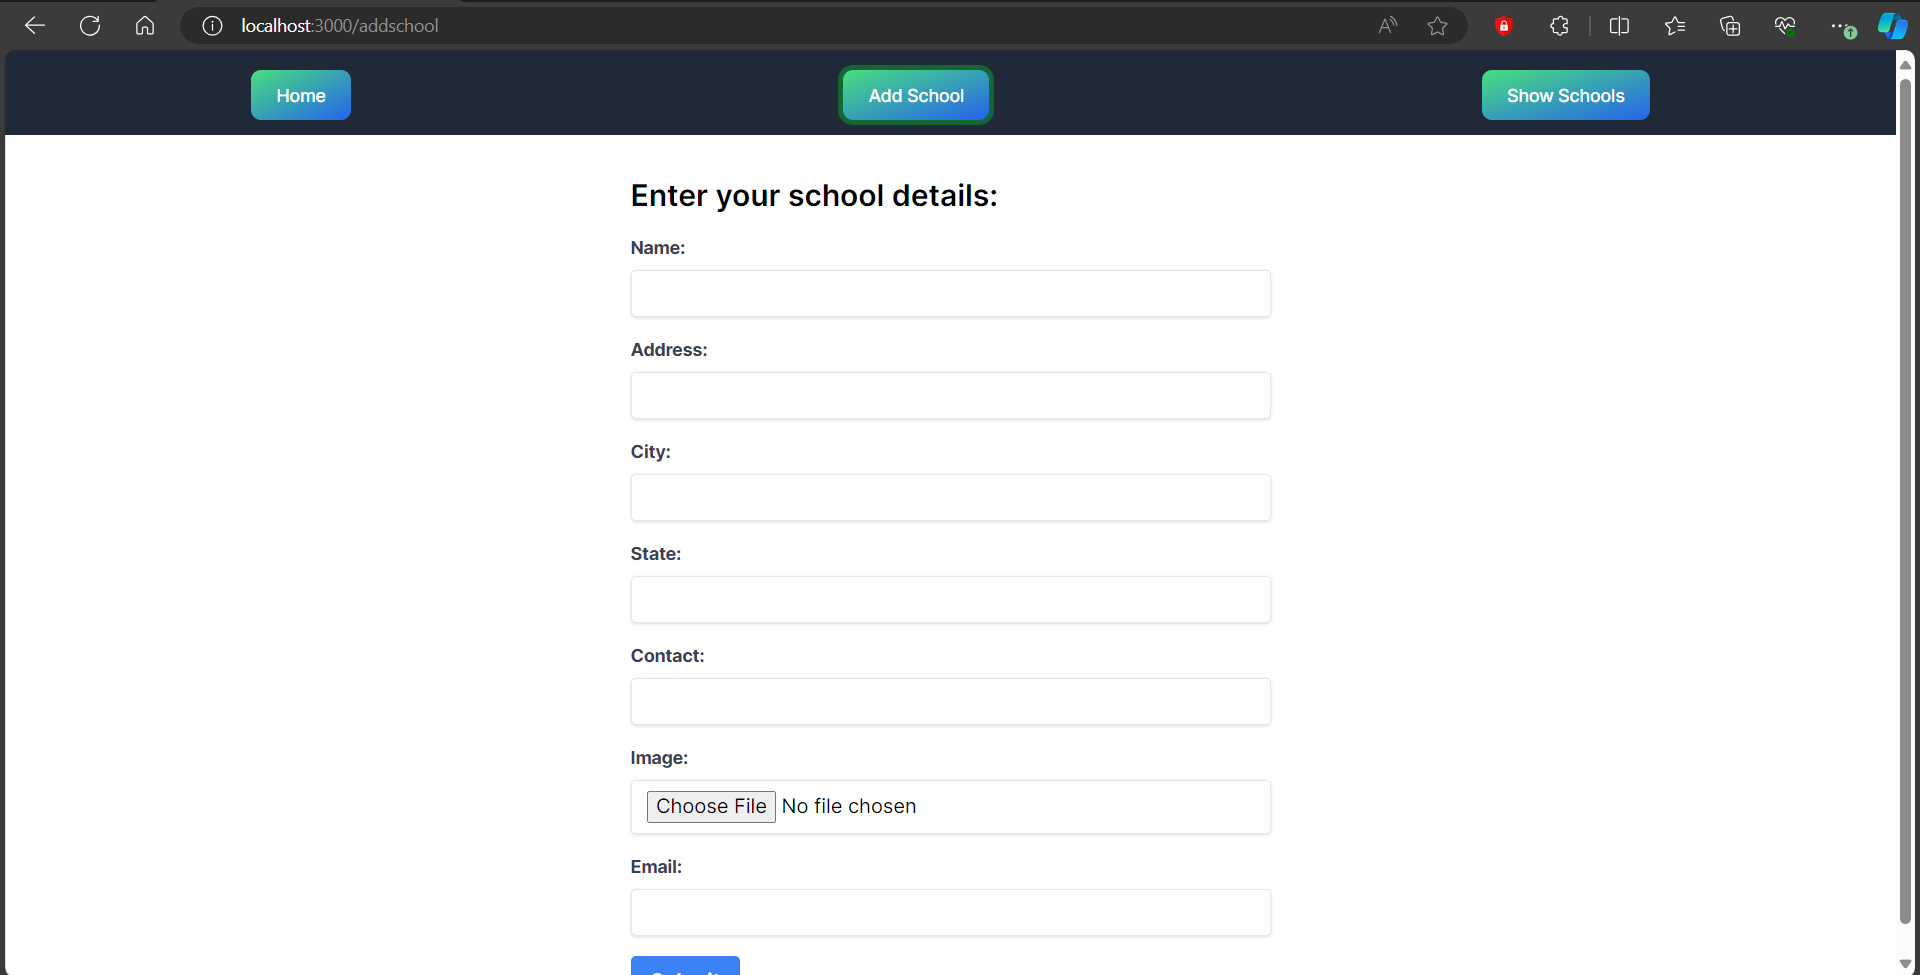 localhost:3000/addschool
Home
Add School
Show Schools
Enter your school details:
Name:
Address:
City:
State:
Contact:
Image:
Choose File No file chosen
Email: